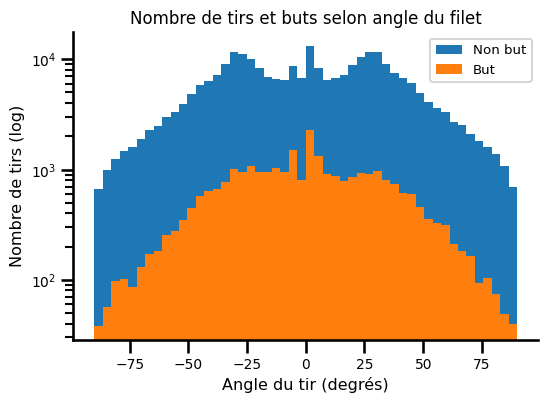 Nombre de tirs et buts selon angle du filet
Non but
But
Nombre de tirs (log)
10⁴
10³
10²
−75
−50
−25
0
25
50
75
Angle du tir (degrés)